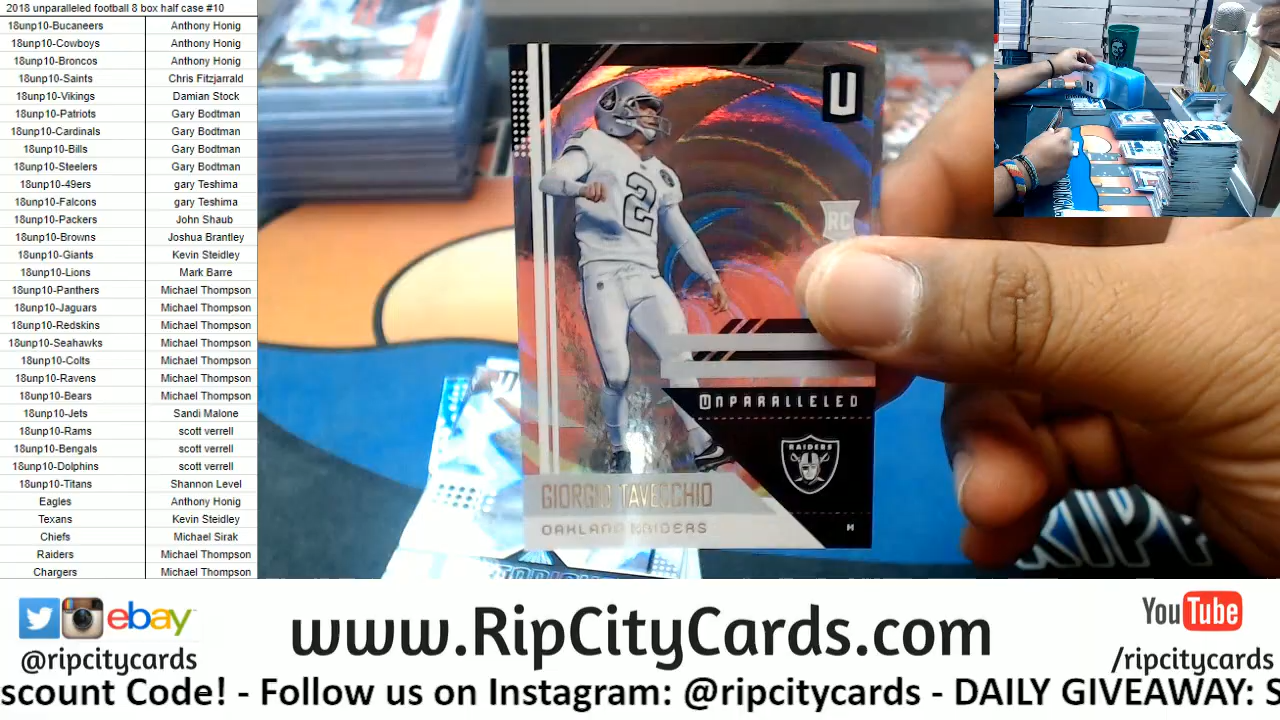 2018 unparalleled football 8 box half case #10
18unp10-Bucaneers Anthony Honig
18unp10-Cowboys Anthony Honig
18unp10-Broncos Anthony Honig
18unp10-Saints Chris Fitzjarrald
18unp10-Vikings Damian Stock
18unp10-Patriots Gary Bodtman
18unp10-Cardinals Gary Bodtman
18unp10-Bills Gary Bodtman
18unp10-Steelers Gary Bodtman
18unp10-49ers gary Teshima
18unp10-Falcons gary Teshima
18unp10-Packers John Shaub
18unp10-Browns Joshua Brantley
18unp10-Giants Kevin Steidley
18unp10-Lions Mark Barre
18unp10-Panthers Michael Thompson
18unp10-Jaguars Michael Thompson
18unp10-Redskins Michael Thompson
18unp10-Seahawks Michael Thompson
18unp10-Colts Michael Thompson
18unp10-Ravens Michael Thompson
18unp10-Bears Michael Thompson
18unp10-Jets Sandi Malone
18unp10-Rams scott verrell
18unp10-Bengals scott verrell
18unp10-Dolphins scott verrell
18unp10-Titans Shannon Level
Eagles Anthony Honig
Texans Kevin Steidley
Chiefs Michael Sirak
Raiders Michael Thompson
Chargers Michael Thompson
U
2
RC
UNPARALLELED
RAIDERS
GIORGIO TAVECCHIO
OAKLAND RAIDERS
K
RIPC
ebay
@ripcitycards
www.RipCityCards.com
YouTube
/ripcitycards
scount Code! - Follow us on Instagram: @ripcitycards - DAILY GIVEAWAY: S